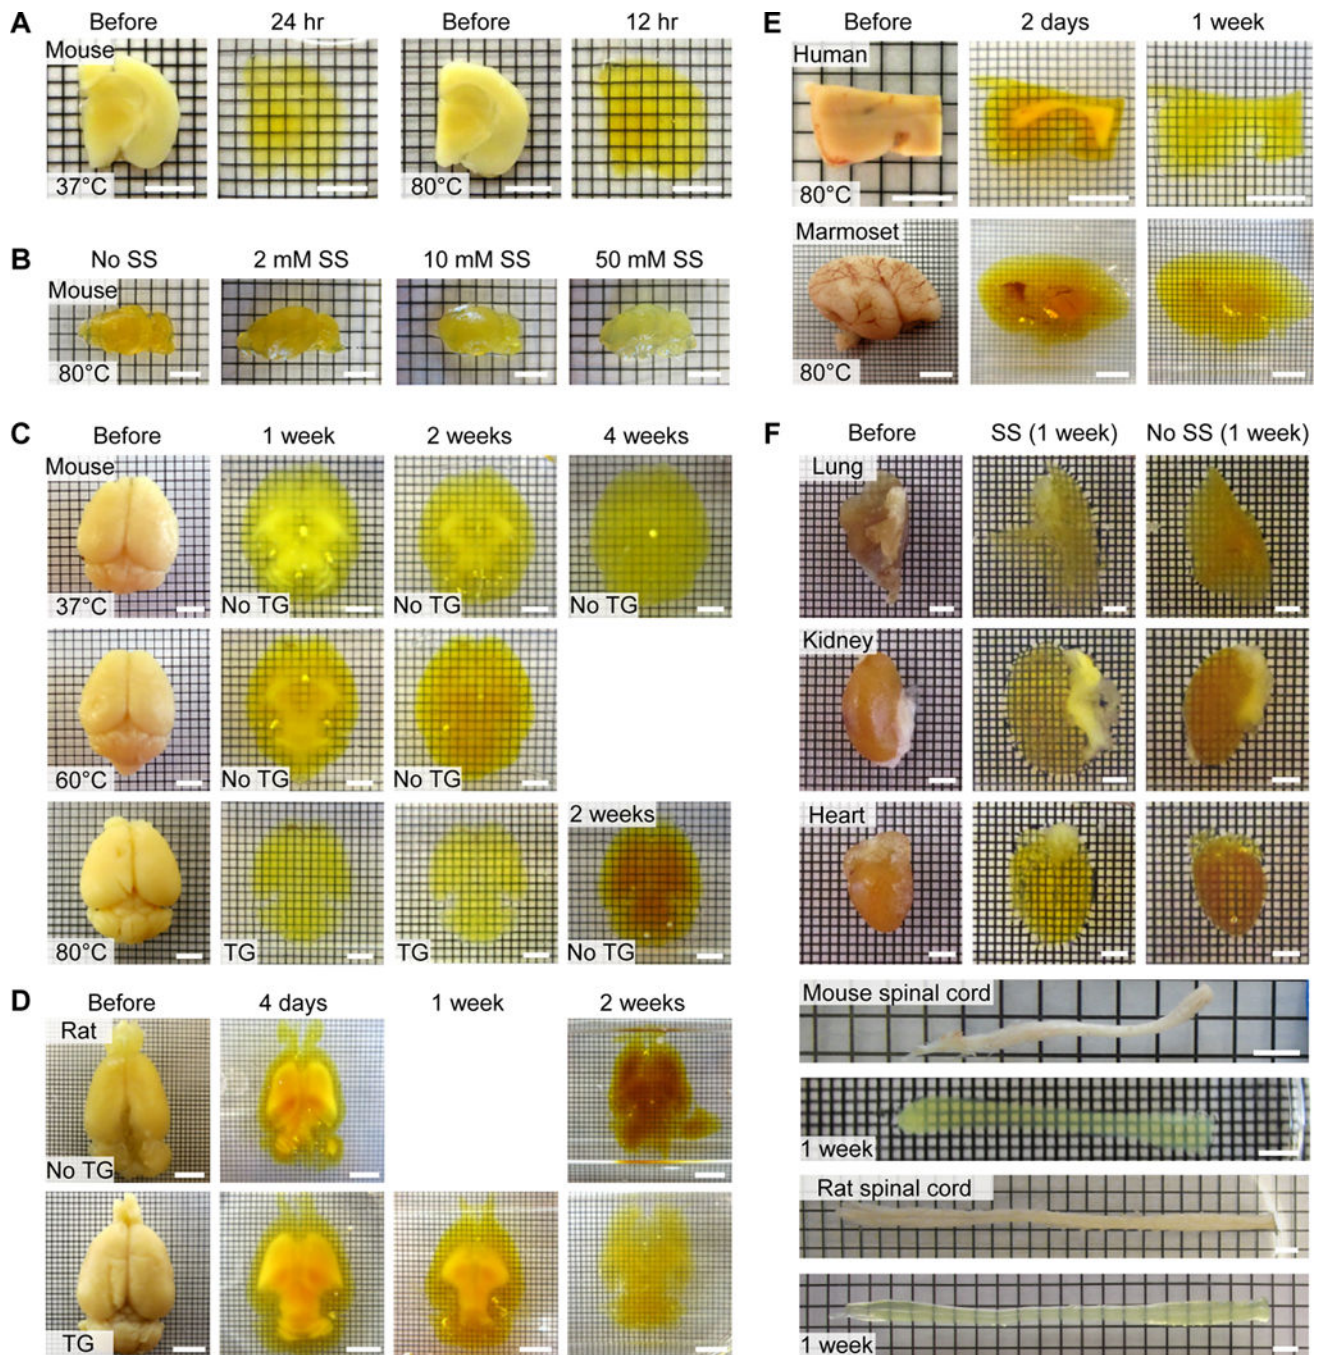 A
Before
24 hr
Before
12 hr
Mouse
37°C
80°C
B
No SS
2 mM SS
10 mM SS
50 mM SS
Mouse
80°C
C
Before
1 week
2 weeks
4 weeks
Mouse
37°C
No TG
No TG
No TG
60°C
No TG
No TG
2 weeks
80°C
TG
TG
No TG
D
Before
4 days
1 week
2 weeks
Rat
No TG
TG
E
Before
2 days
1 week
Human
80°C
Marmoset
80°C
F
Before
SS (1 week)
No SS (1 week)
Lung
Kidney
Heart
Mouse spinal cord
1 week
Rat spinal cord
1 week